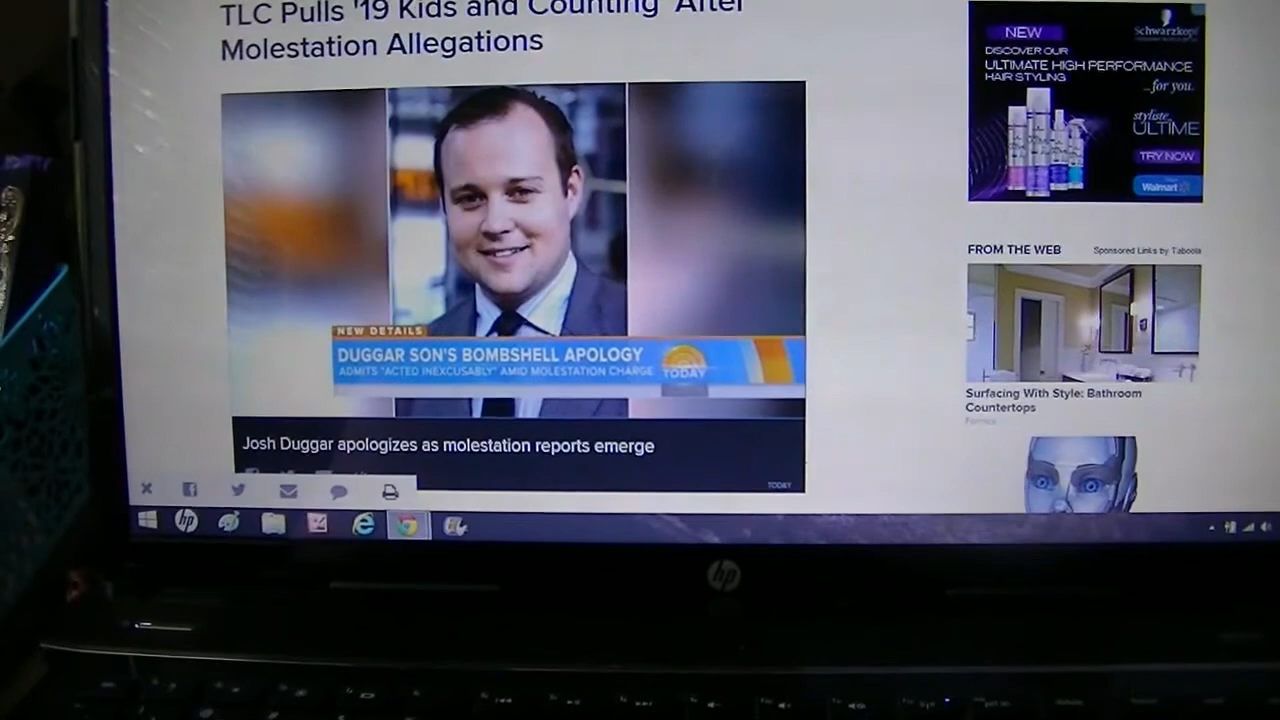 TLC Pulls '19 Kids and Counting' After
Molestation Allegations
NEW DETAILS
DUGGAR SON'S BOMBSHELL APOLOGY
ADMITS "ACTED INEXCUSABLY" AMID MOLESTATION CHARGE
TODAY
Josh Duggar apologizes as molestation reports emerge
TODAY
Schwarzkopf
NEW
DISCOVER OUR
ULTIMATE HIGH PERFORMANCE
HAIR STYLING
...for you.
styliste
ULTIME
TRY NOW
Walmart
FROM THE WEB
Sponsored Links by Taboola
Surfacing With Style: Bathroom
Countertops
Formica
hp
hp